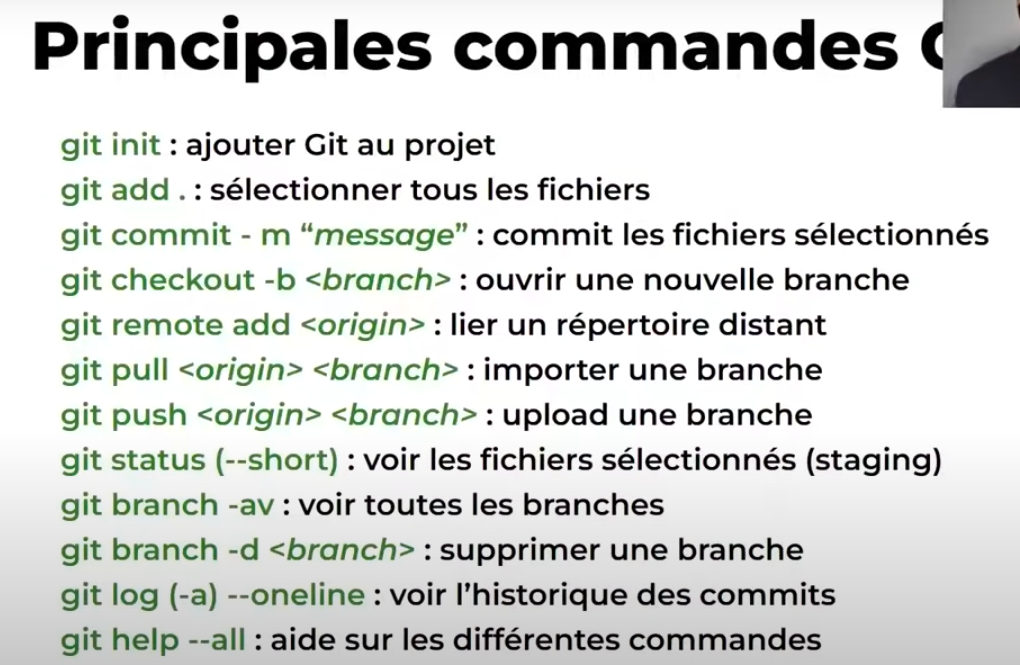 Principales commandes
git init : ajouter Git au projet
git add . : sélectionner tous les fichiers
git commit - m “message” : commit les fichiers sélectionnés
git checkout -b <branch> : ouvrir une nouvelle branche
git remote add <origin> : lier un répertoire distant
git pull <origin> <branch> : importer une branche
git push <origin> <branch> : upload une branche
git status (--short) : voir les fichiers sélectionnés (staging)
git branch -av : voir toutes les branches
git branch -d <branch> : supprimer une branche
git log (-a) --oneline : voir l’historique des commits
git help --all : aide sur les différentes commandes